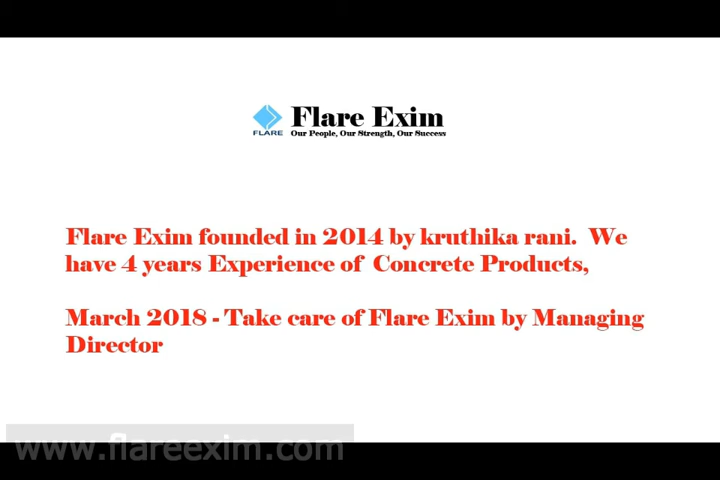 FLARE
Flare Exim
Our People, Our Strength, Our Success
Flare Exim founded in 2014 by kruthika rani. We
have 4 years Experience of Concrete Products,
March 2018 - Take care of Flare Exim by Managing
Director
www.flareexim.com